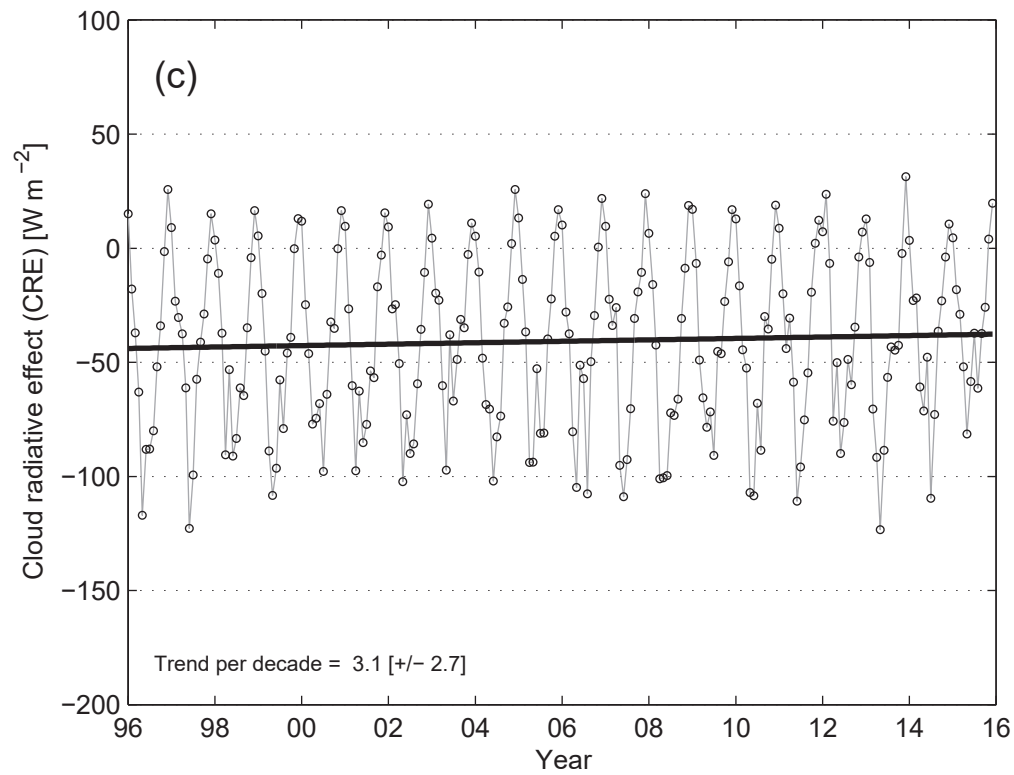 100
50
0
−50
−100
−150
−200
Cloud radiative effect (CRE) [W m−2]
(c)
Trend per decade = 3.1 [+/− 2.7]
96 98 00 02 04 06 08 10 12 14 16
Year